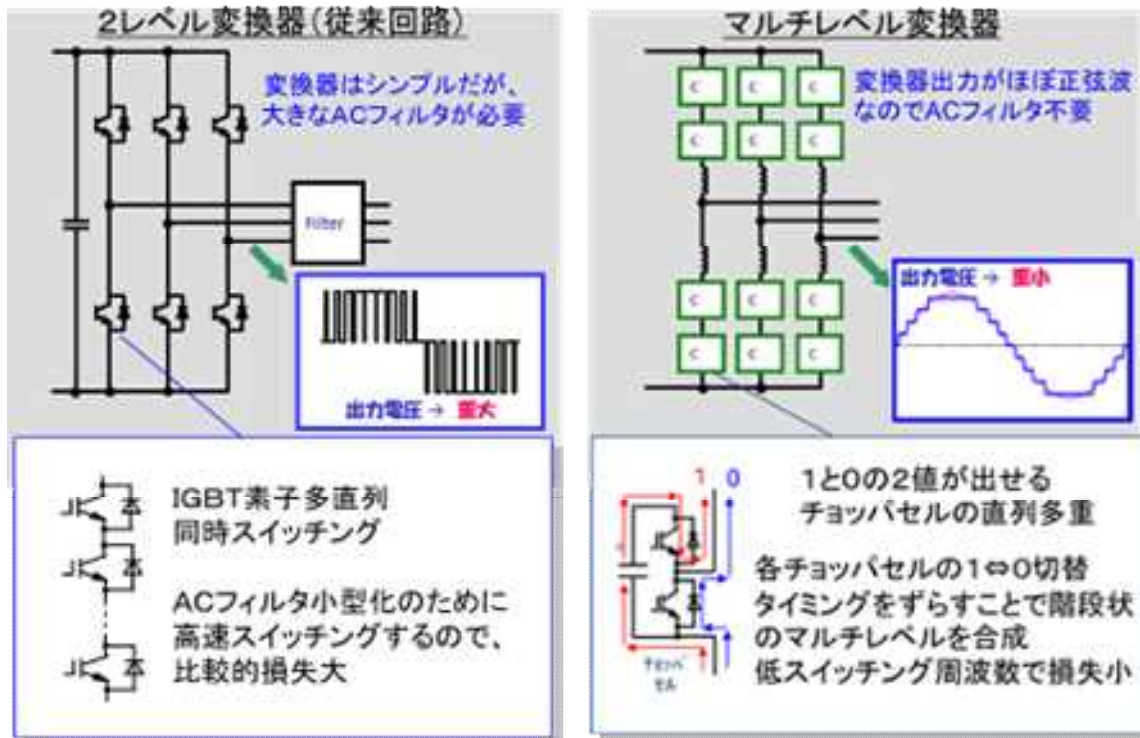 2レベル変換器(従来回路)
変換器はシンプルだが、
大きなACフィルタが必要
Filter
出力電圧 → 歪大
IGBT素子多直列
同時スイッチング
ACフィルタ小型化のために
高速スイッチングするので、
比較的損失大
マルチレベル変換器
変換器出力がほぼ正弦波
なのでACフィルタ不要
C C C
C C C
C C C
C C C
出力電圧 → 歪小
1 0
チョッパ
セル
1と0の2値が出せる
チョッパセルの直列多重
各チョッパセルの1⇔0切替
タイミングをずらすことで階段状
のマルチレベルを合成
低スイッチング周波数で損失小